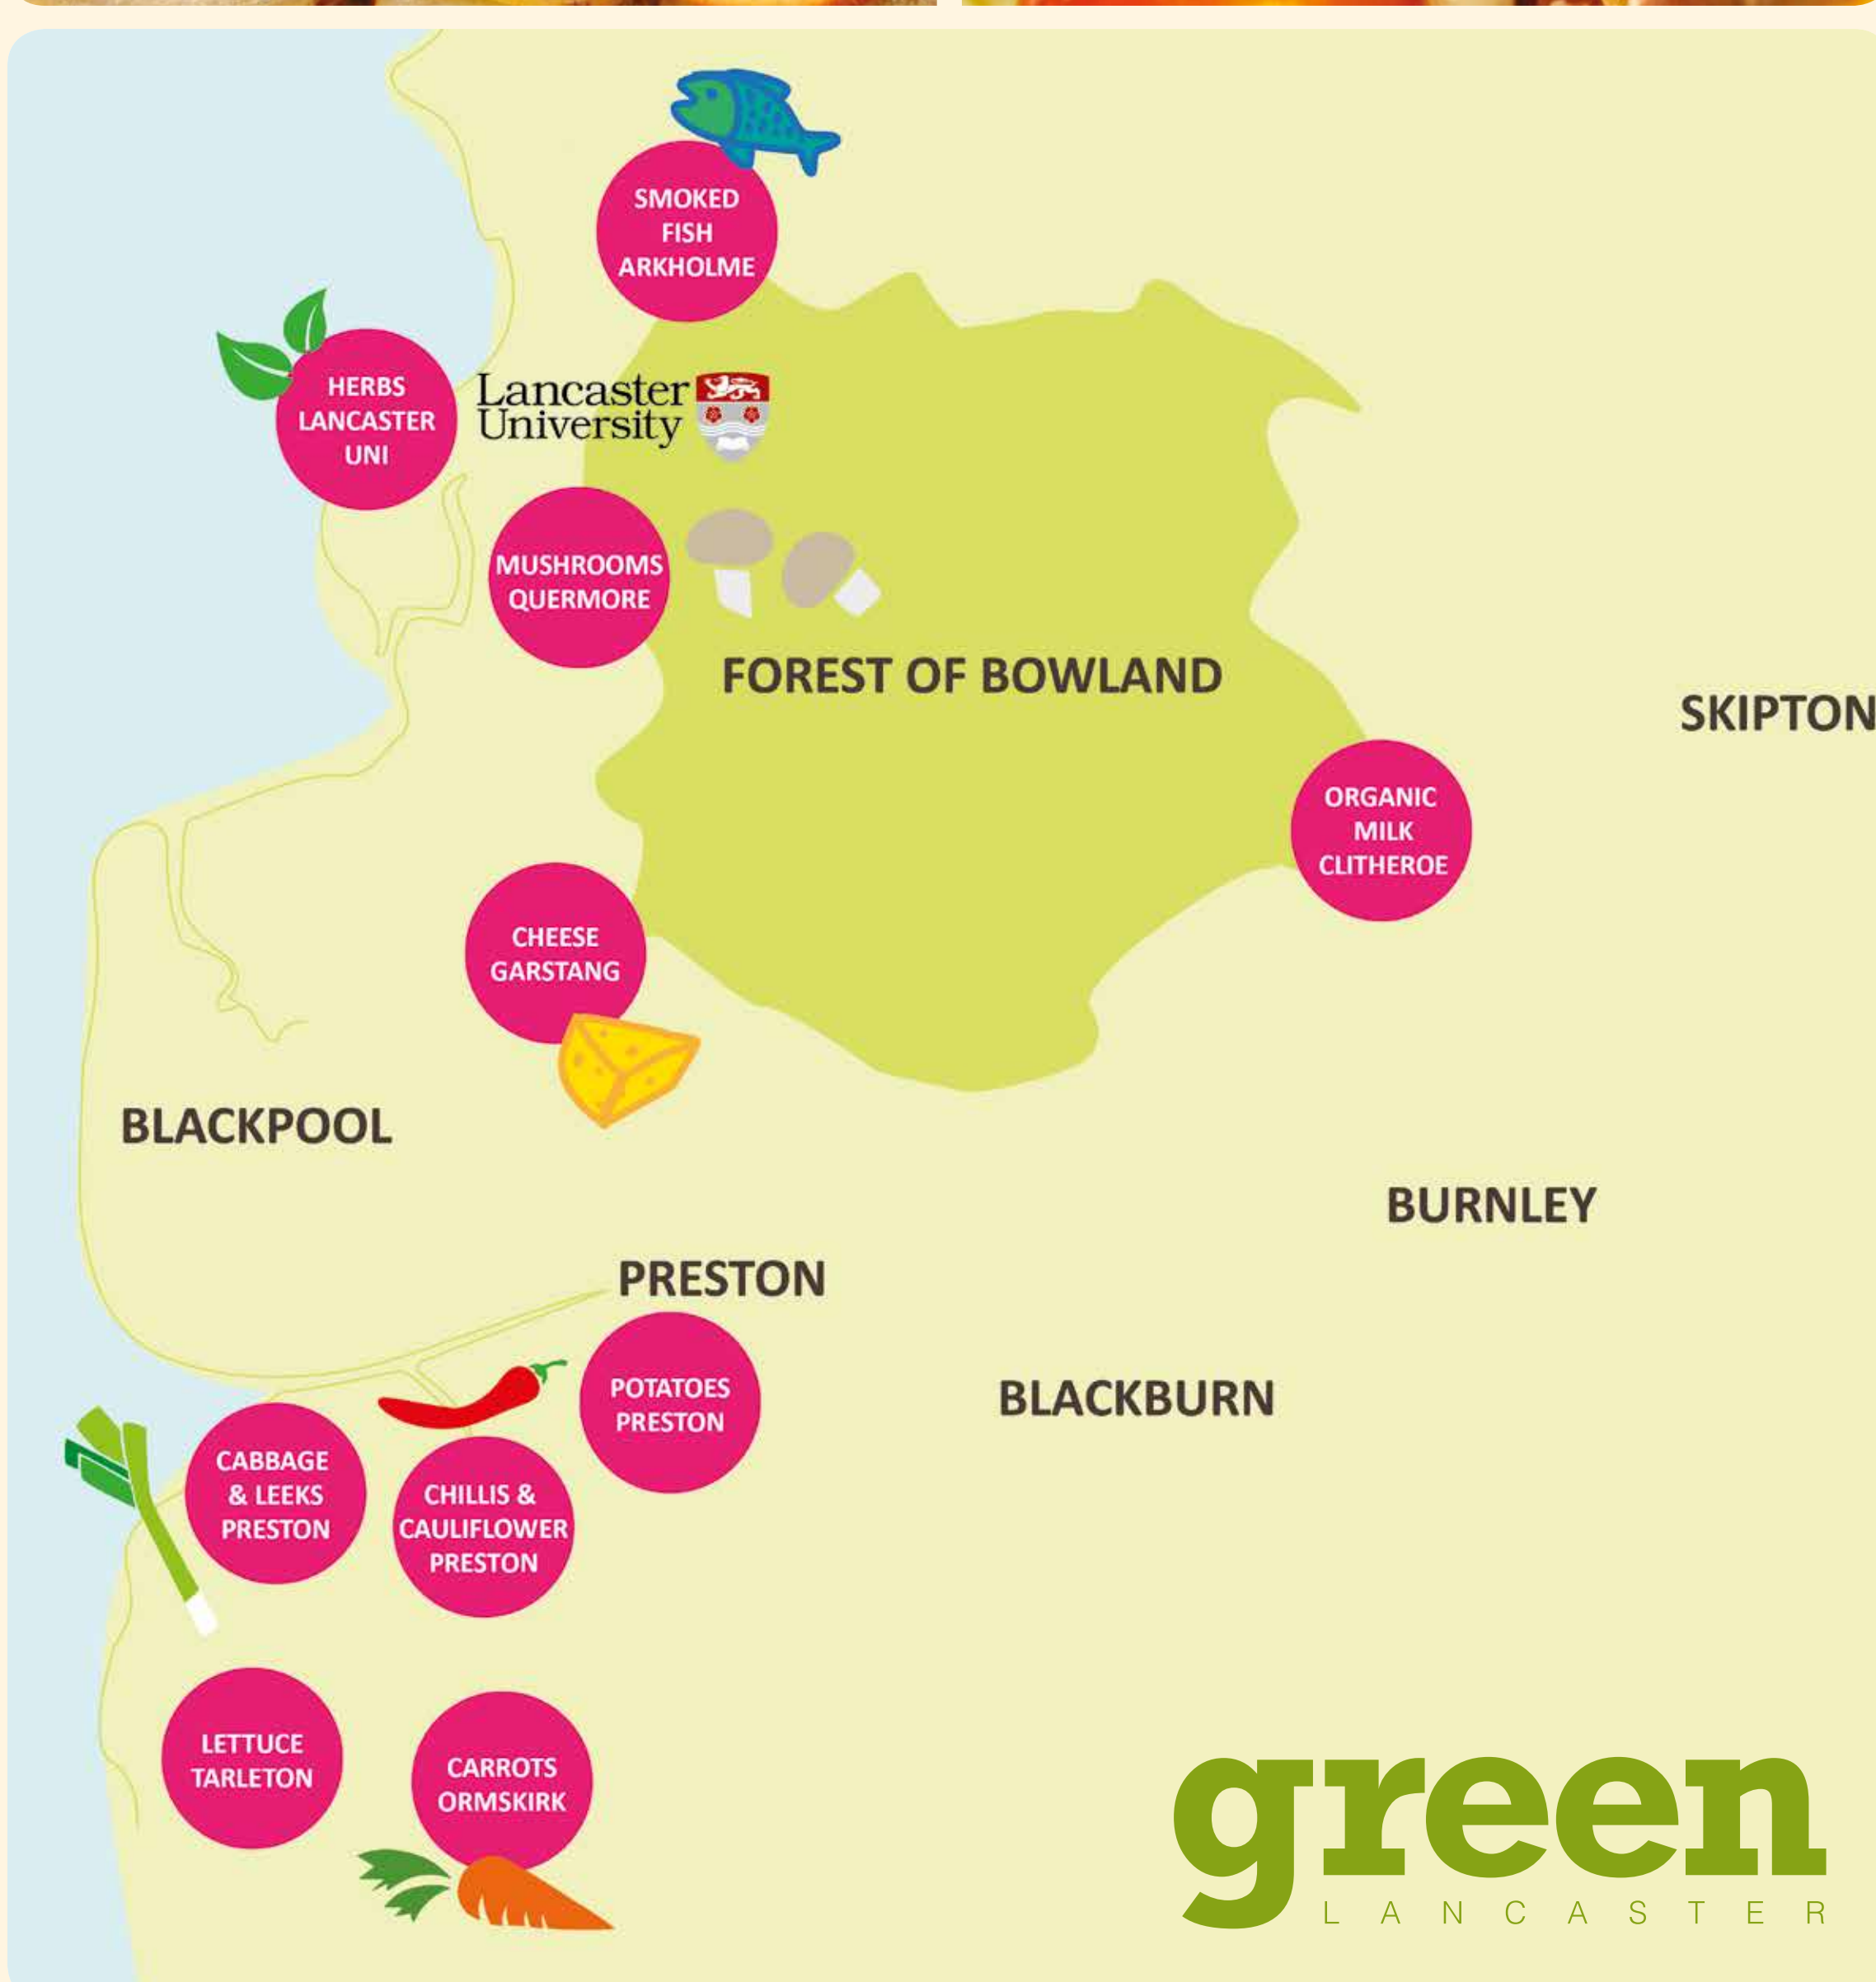 SMOKED
FISH
ARKHOLME
HERBS
LANCASTER
UNI
Lancaster
University
MUSHROOMS
QUERMORE
FOREST OF BOWLAND
SKIPTON
ORGANIC
MILK
CLITHEROE
CHEESE
GARSTANG
BLACKPOOL
BURNLEY
PRESTON
POTATOES
PRESTON
BLACKBURN
CABBAGE
& LEEKS
PRESTON
CHILLIS &
CAULIFLOWER
PRESTON
LETTUCE
TARLETON
CARROTS
ORMSKIRK
green
LANCASTER